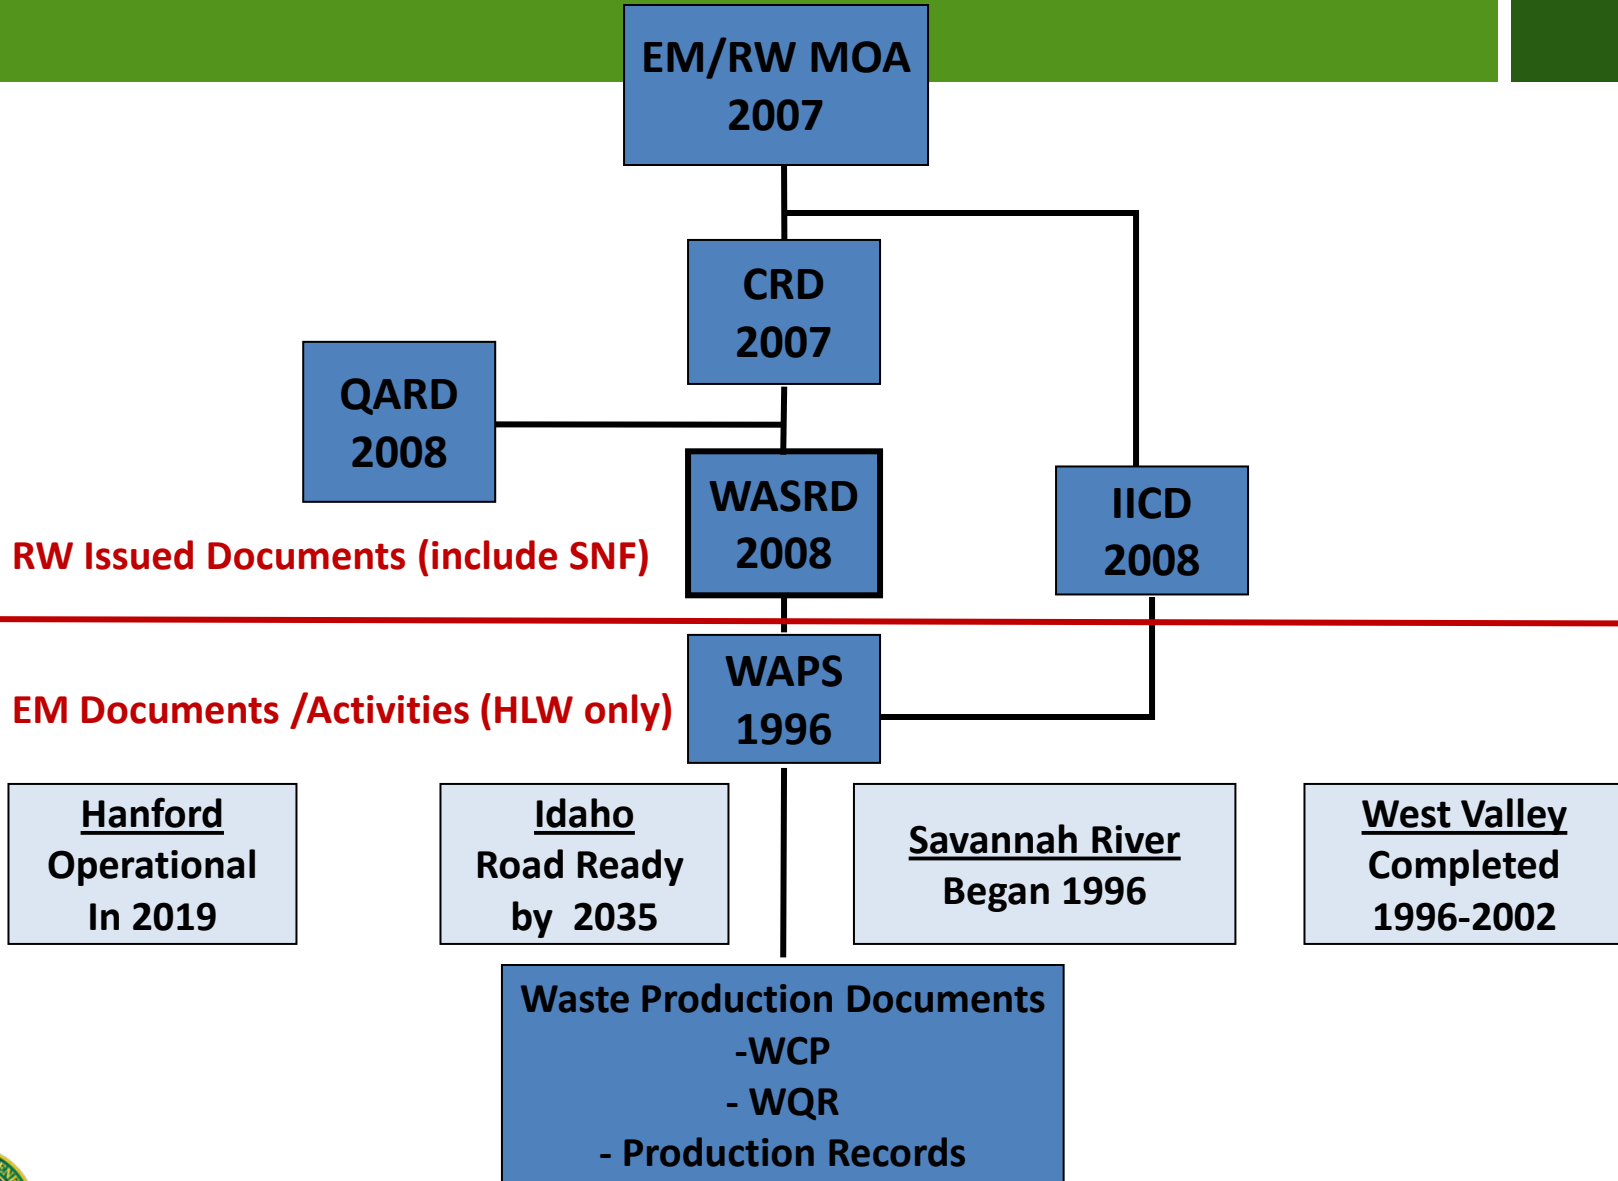 EM/RW MOA
2007
CRD
2007
QARD
2008
WASRD
2008
IICD
2008
RW Issued Documents (include SNF)
WAPS
1996
EM Documents /Activities (HLW only)
Hanford
Operational
In 2019
Idaho
Road Ready
by 2035
Savannah River
Began 1996
West Valley
Completed
1996-2002
Waste Production Documents
-WCP
- WQR
- Production Records